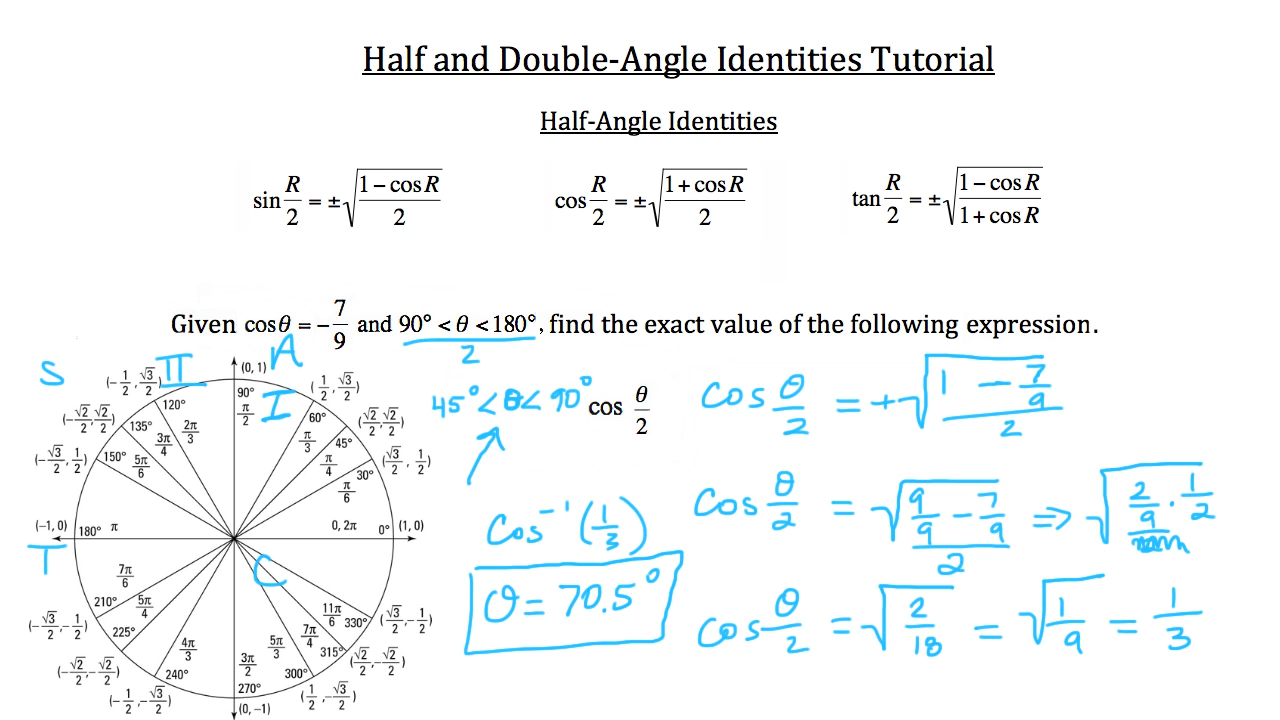 Half and Double-Angle Identities Tutorial
Half-Angle Identities
sin R/2 = ±√((1 − cos R)/2)
cos R/2 = ±√((1 + cos R)/2)
tan R/2 = ±√((1 − cos R)/(1 + cos R))
Given cosθ = −7/9 and 90° < θ < 180°, find the exact value of the following expression.
2
45° < θ < 90°
cos θ/2
cos θ/2 = +√((1 − 7/9)/2)
cos θ/2 = √((9/9 − 7/9)/2) ⇒ √(2/9 · 1/2)
cos θ/2 = √(2/18) = √(1/9) = 1/3
cos⁻¹(1/3)
θ = 70.5°
S
II
A
I
T
C
(0, 1)
90° π/2
(1/2, √3/2)
60° π/3
(√2/2, √2/2)
45° π/4
(√3/2, 1/2)
30° π/6
0, 2π 0° (1, 0)
(−1/2, √3/2)
120° 2π/3
(−√2/2, √2/2)
135° 3π/4
(−√3/2, 1/2)
150° 5π/6
(−1, 0) 180° π
7π/6
210°
(−√3/2, −1/2)
5π/4
225°
(−√2/2, −√2/2)
4π/3
240°
(−1/2, −√3/2)
3π/2
270°
(0, −1)
5π/3
300°
(1/2, −√3/2)
7π/4
315°
(√2/2, −√2/2)
11π/6 330°
(√3/2, −1/2)